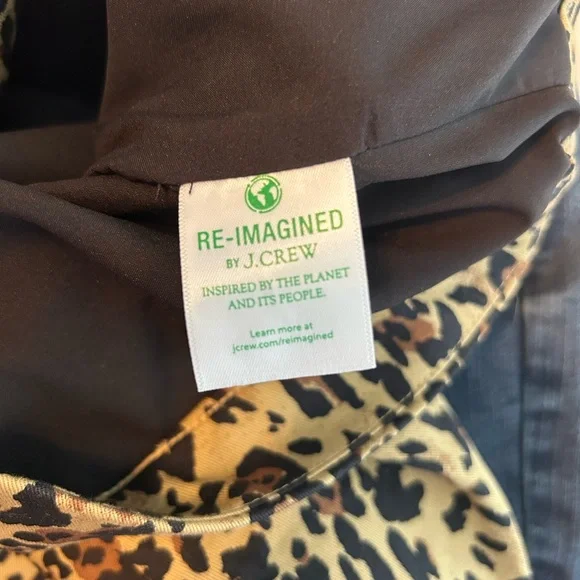 RE-IMAGINED
BY J.CREW
INSPIRED BY THE PLANET
AND ITS PEOPLE.
Learn more at
jcrew.com/reimagined